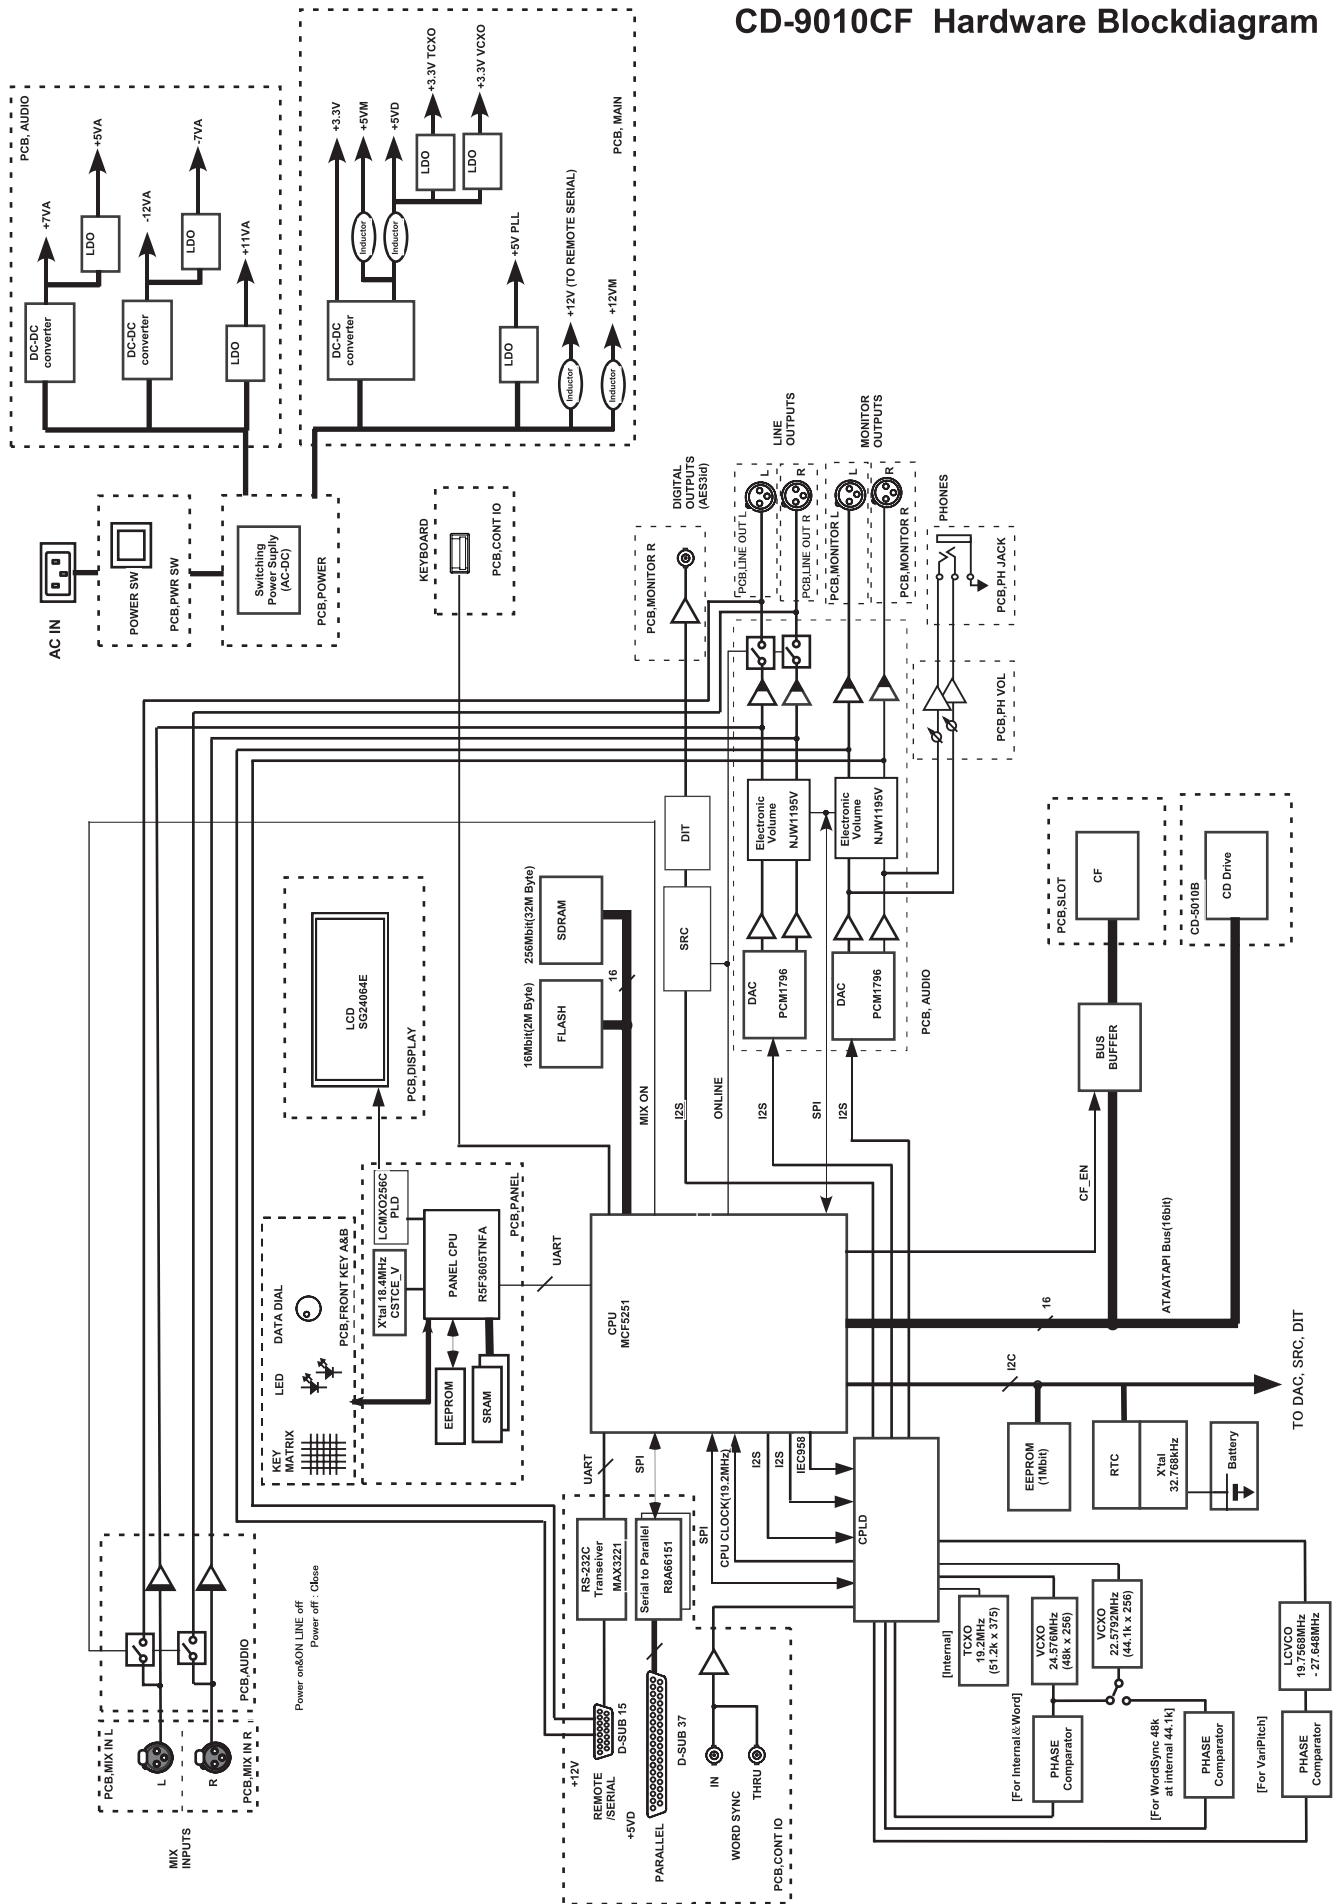 CD-9010CF Hardware Blockdiagram
PCB, AUDIO
+7VA
+5VA
-12VA
-7VA
+11VA
LDO
LDO
LDO
DC-DC
converter
DC-DC
converter
PCB, MAIN
+3.3V
+5VM
+5VD
+3.3V TCXO
+3.3V VCXO
LDO
LDO
Inductor
Inductor
DC-DC
converter
+5V PLL
LDO
+12V (TO REMOTE SERIAL)
Inductor
+12VM
Inductor
AC IN
POWER SW
PCB,PWR SW
Switching
Power Suplly
(AC-DC)
PCB,POWER
KEYBOARD
PCB,CONT IO
DIGITAL
OUTPUTS
(AES3id)
PCB,MONITOR R
LINE
OUTPUTS
MONITOR
OUTPUTS
PCB,LINE OUT L
L
PCB,LINE OUT R
R
PCB,MONITOR L
L
PCB,MONITOR R
R
PHONES
PCB,PH JACK
PCB,PH VOL
DIT
SRC
Electronic
Volume
NJW1195V
Electronic
Volume
NJW1195V
DAC
PCM1796
DAC
PCM1796
PCB, AUDIO
PCB,SLOT
CF
CD-5010B
CD Drive
BUS
BUFFER
CF_EN
ATA/ATAPI Bus(16bit)
16
LCD
SG24064E
PCB,DISPLAY
256Mbit(32M Byte)
SDRAM
16Mbit(2M Byte)
FLASH
16
MIX ON
I2S
ONLINE
I2S
SPI
I2S
LCMXO256C
PLD
X'tal 18.4MHz
CSTCE_V
PANEL CPU
R5F3605TNFA
PCB,PANEL
EEPROM
SRAM
UART
DATA DIAL
LED
KEY
MATRIX
PCB,FRONT KEY A&B
CPU
MCF5251
I2C
TO DAC, SRC, DIT
EEPROM
(1Mbit)
RTC
X'tal
32.768kHz
Battery
UART
SPI
SPI
CPU CLOCK(19.2MHz)
I2S
I2S
IEC958
CPLD
RS-232C
Transeiver
MAX3221
Serial to Parallel
R8A66151
Power on&ON LINE off
Power off : Close
PCB,AUDIO
PCB,MIX IN L
L
R
PCB,MIX IN R
MIX
INPUTS
+12V
D-SUB 15
REMOTE
/SERIAL
+5VD
D-SUB 37
PARALLEL
IN
WORD SYNC
THRU
PCB,CONT IO
[Internal]
TCXO
19.2MHz
(51.2k x 375)
VCXO
24.576MHz
(48k x 256)
VCXO
22.5792MHz
(44.1k x 256)
LCVCO
19.7568MHz
- 27.648MHz
[For Internal&Word]
PHASE
Comparator
[For WordSync 48k
at internal 44.1k]
PHASE
Comparator
[For VariPitch]
PHASE
Comparator